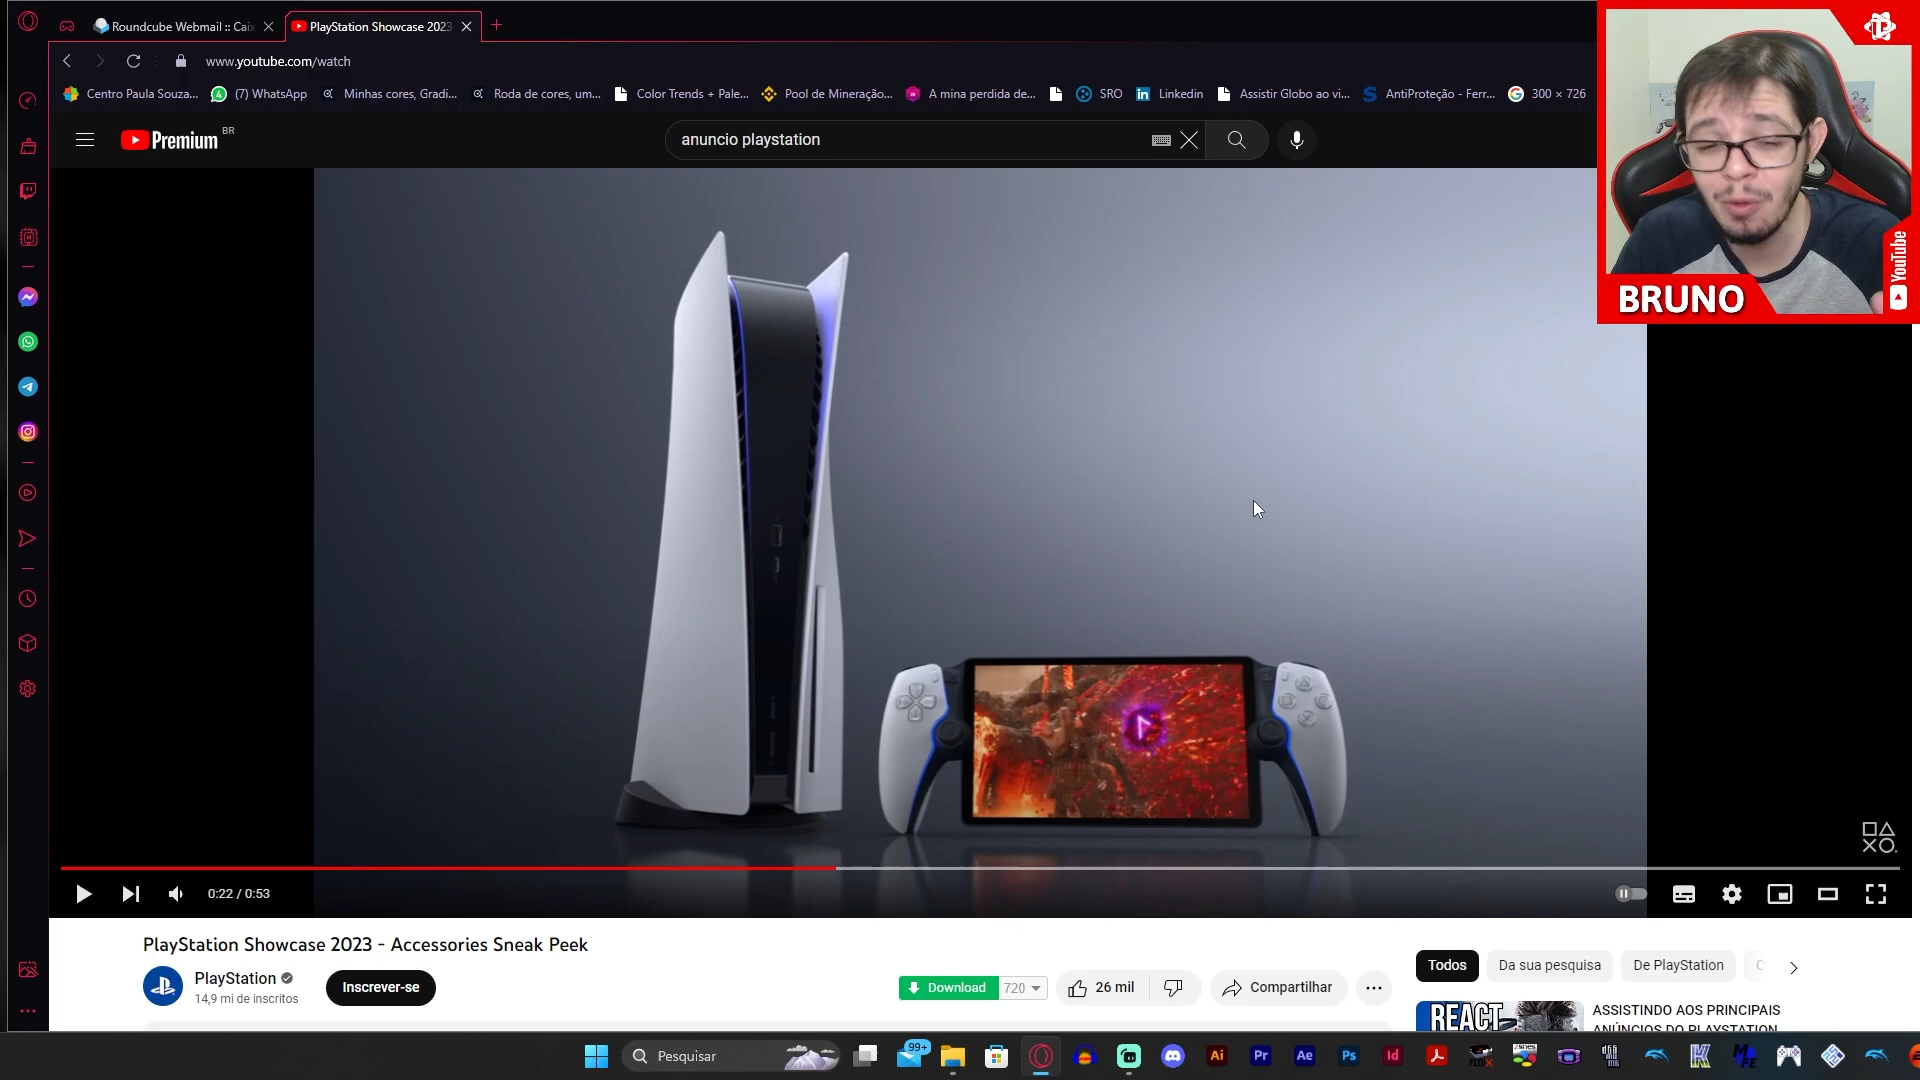 Roundcube Webmail :: Caix
PlayStation Showcase 2023
www.youtube.com/watch
Centro Paula Souza...
(7) WhatsApp
Minhas cores, Gradi...
Roda de cores, um...
Color Trends + Pale...
Pool de Mineração...
A mina perdida de...
SRO
Linkedin
Assistir Globo ao vi...
AntiProteção - Ferr...
300 × 726
Premium BR
anuncio playstation
BRUNO
YouTube
0:22 / 0:53
PlayStation Showcase 2023 - Accessories Sneak Peek
PlayStation
14,9 mi de inscritos
Inscrever-se
Download 720
26 mil
Compartilhar
Todos
Da sua pesquisa
De PlayStation
REACT
ASSISTINDO AOS PRINCIPAIS
ANÚNCIOS DO PLAYSTATION
Pesquisar
99+
Ai
Pr
Ae
Ps
Id